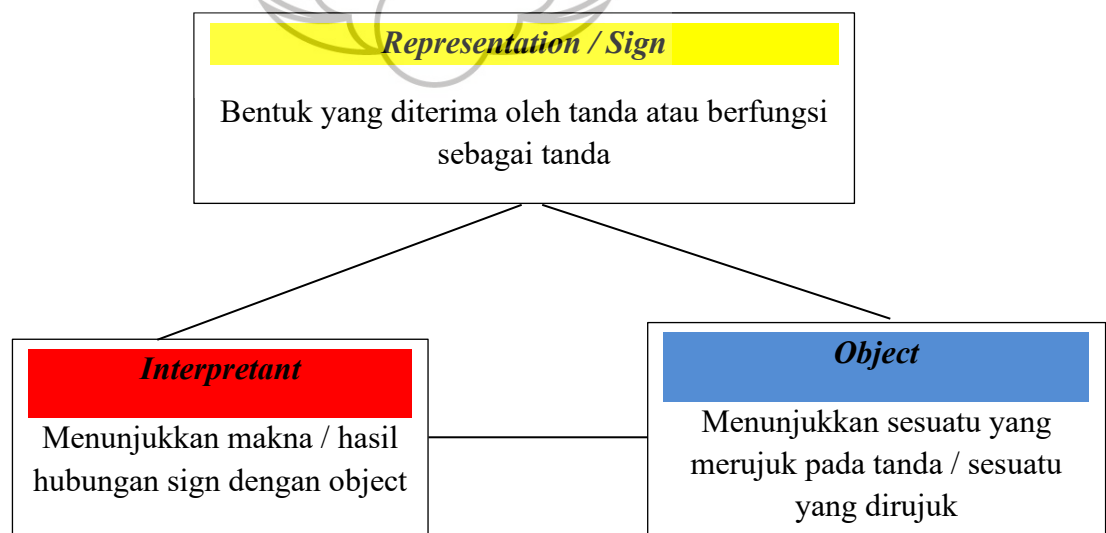 Representation / Sign
Bentuk yang diterima oleh tanda atau berfungsi
sebagai tanda
Interpretant
Menunjukkan makna / hasil
hubungan sign dengan object
Object
Menunjukkan sesuatu yang
merujuk pada tanda / sesuatu
yang dirujuk